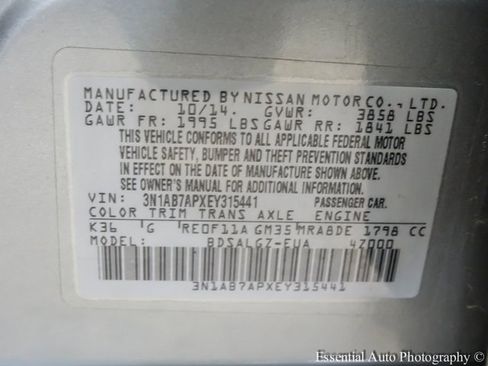 MANUFACTURED BY NISSAN MOTOR CO., LTD.
DATE: 10/14. GVWR: 3858 LBS
GAWR FR: 1995 LBS GAWR RR: 1841 LBS
THIS VEHICLE CONFORMS TO ALL APPLICABLE FEDERAL MOTOR
VEHICLE SAFETY, BUMPER AND THEFT PREVENTION STANDARDS
IN EFFECT ON THE DATE OF MANUFACTURE SHOWN ABOVE.
SEE OWNER'S MANUAL FOR ADDITIONAL INFORMATION.
VIN: 3N1AB7APXEY315441 PASSENGER CAR.
COLOR TRIM TRANS AXLE ENGINE
K36 G RE0F11A GM35 MRA8DE 1798 CC
MODEL: BDSALGZ-EUA 4Z000
3N1AB7APXEY315441
Essential Auto Photography ©